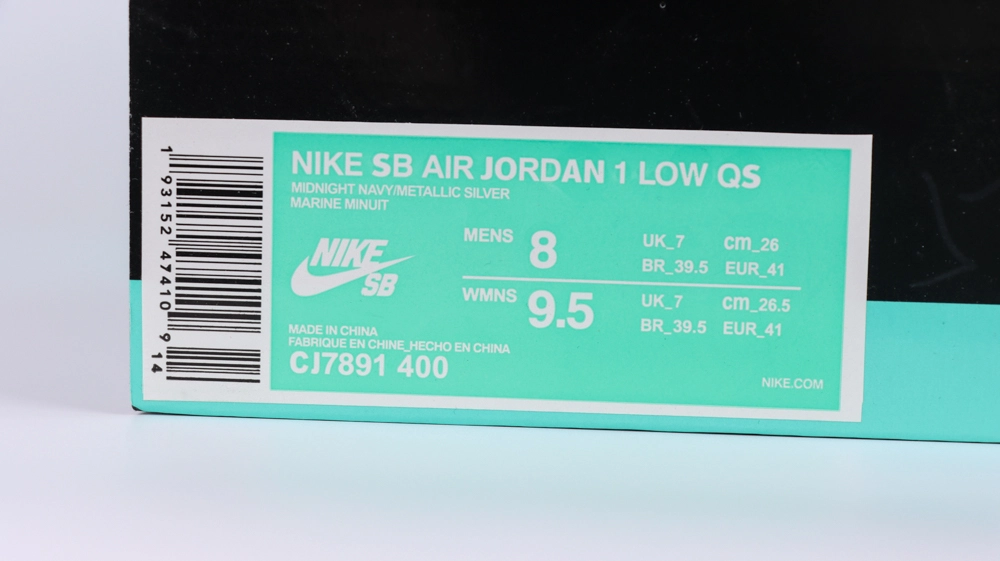 NIKE SB AIR JORDAN 1 LOW QS
MIDNIGHT NAVY/METALLIC SILVER
MARINE MINUIT
NIKE
SB
MENS 8 UK_7 cm_26
BR_39.5 EUR_41
WMNS 9.5 UK_7 cm_26.5
BR_39.5 EUR_41
MADE IN CHINA
FABRIQUE EN CHINE_HECHO EN CHINA
CJ7891 400
NIKE.COM
1 93152 47410 9 14